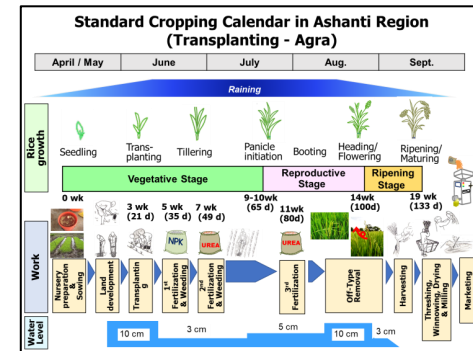 Standard Cropping Calendar in Ashanti Region
(Transplanting - Agra)
April / May
June
July
Aug.
Sept.
Raining
Rice
growth
Seedling
Trans-
planting
Tillering
Panicle
initiation
Booting
Heading/
Flowering
Ripening/
Maturing
Vegetative Stage
Reproductive
Stage
Ripening
Stage
0 wk
3 wk
(21 d)
5 wk
(35 d)
7 wk
(49 d)
9-10wk
(65 d)
11wk
(80d)
14wk
(100d)
19 wk
(133 d)
NPK
UREA
UREA
Work
Nursery
preparation &
Sowing
Land
development
Transplantin
g
1st
Fertilization
& Weeding
2nd
Fertilization
& Weeding
3rd
Fertilization
Off-Type
Removal
Harvesting
Threshing,
Winnowing, Drying
& Milling
Marketing
Water
Level
10 cm
3 cm
5 cm
10 cm
3 cm